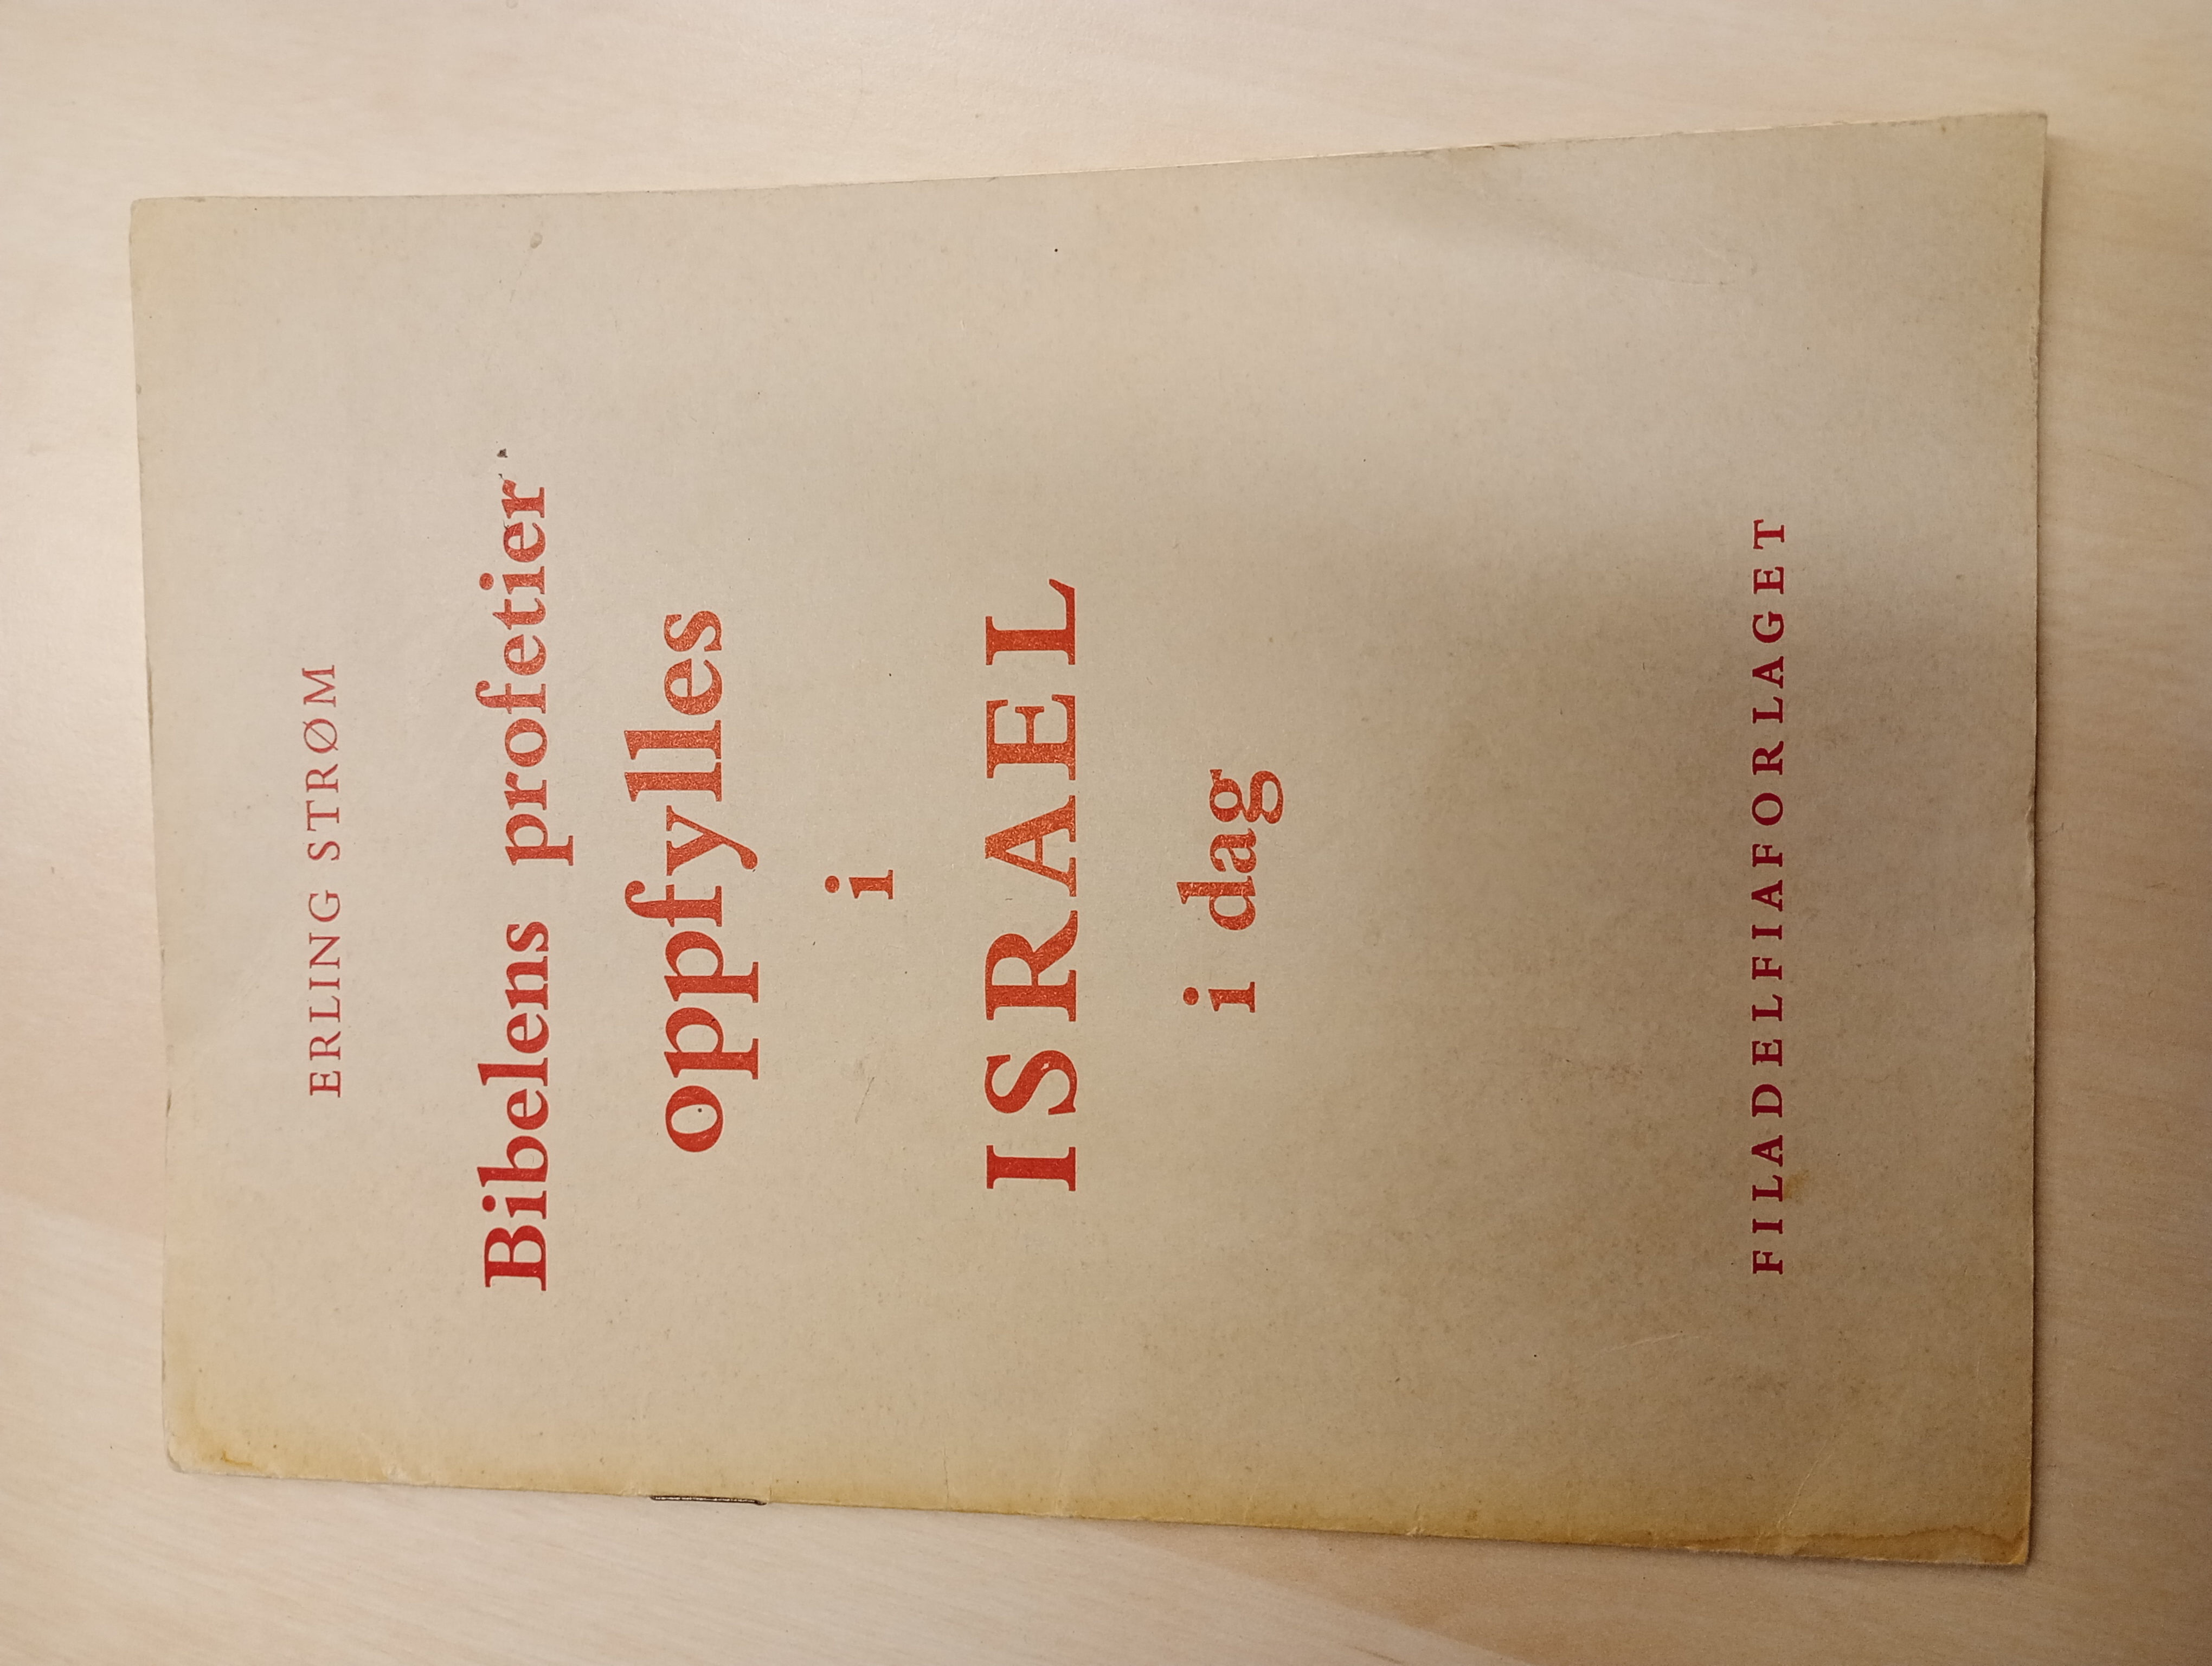 ERLING STRØM
Bibelens profetier
oppfylles
i
ISRAEL
i dag
FILADELFIAFORLAGET